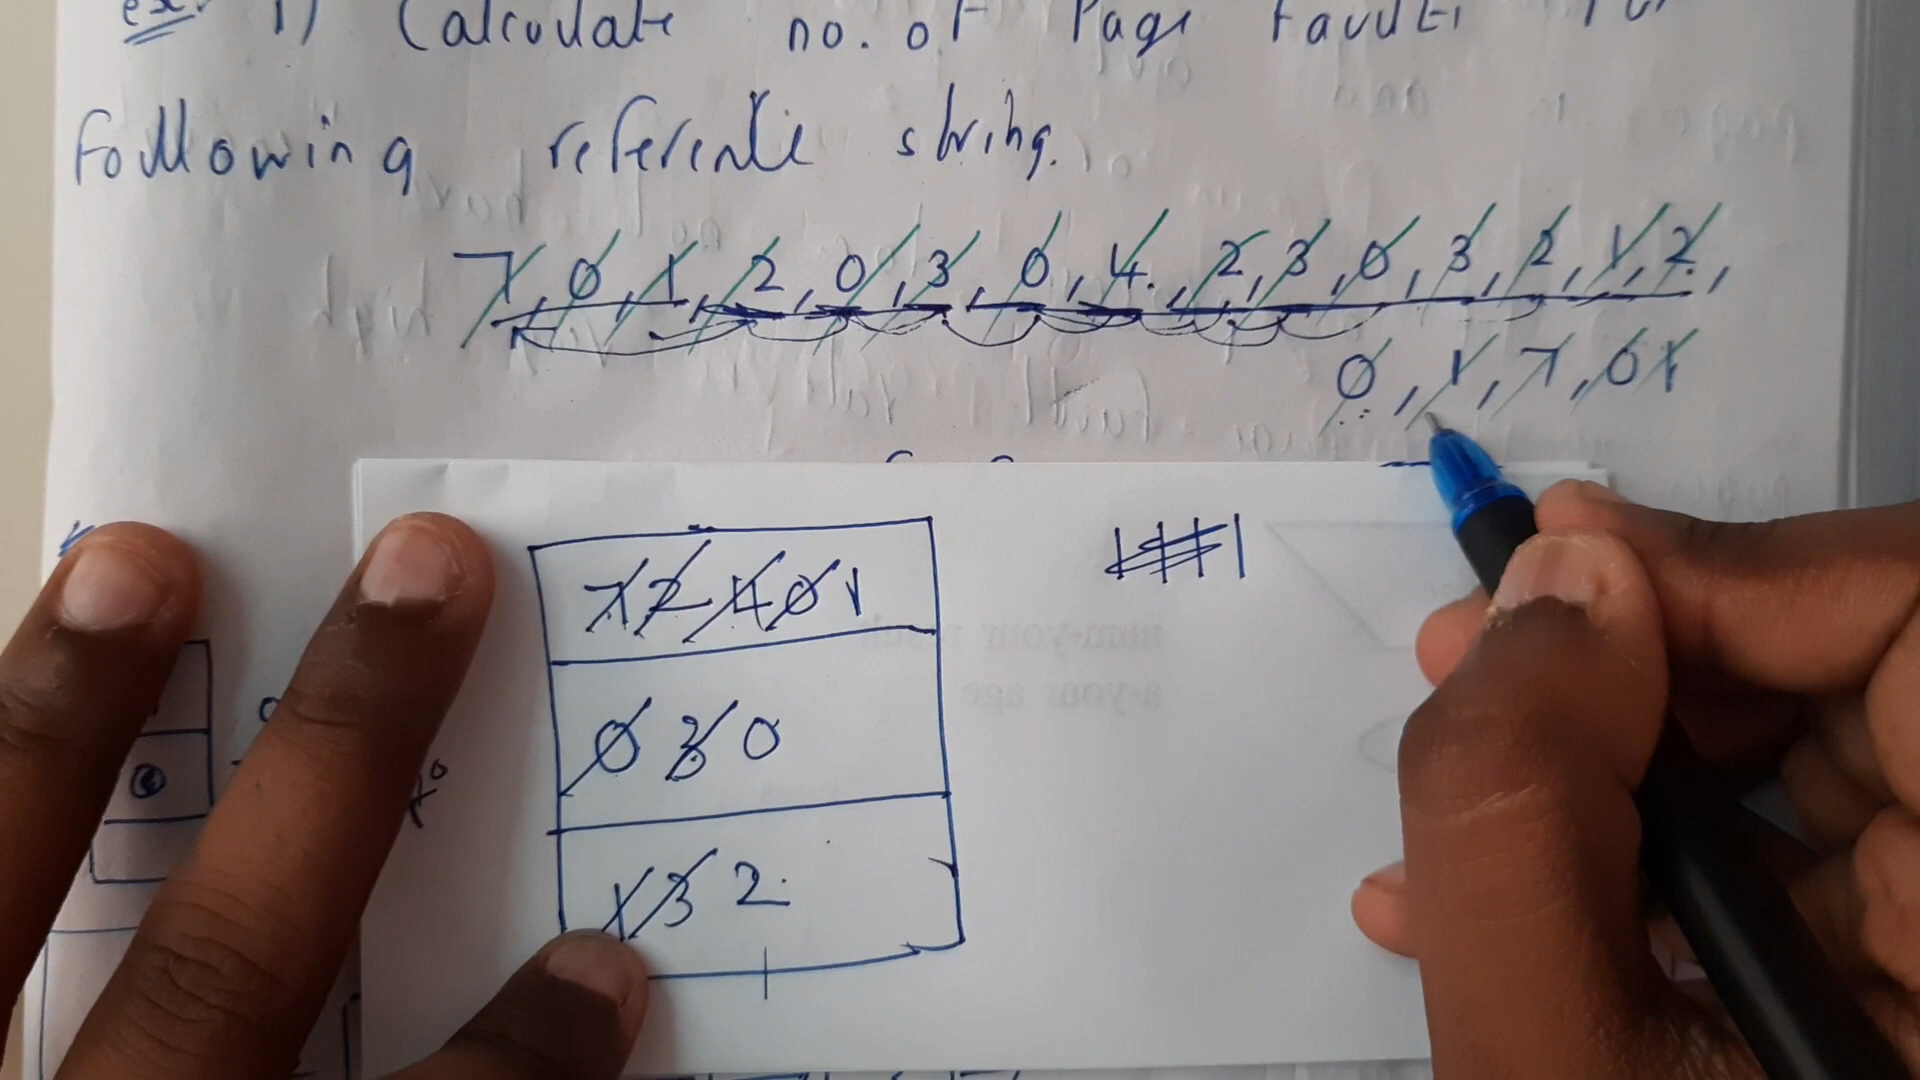 ex: 1) Calculate no. of Page Fault For
Following reference string.
7, 0, 1, 2, 0, 3, 0, 4, 2, 3, 0, 3, 2, 1, 2,
0, 1, 7, 0 1
7 2 4 0 1
0 3 0
1 3 2